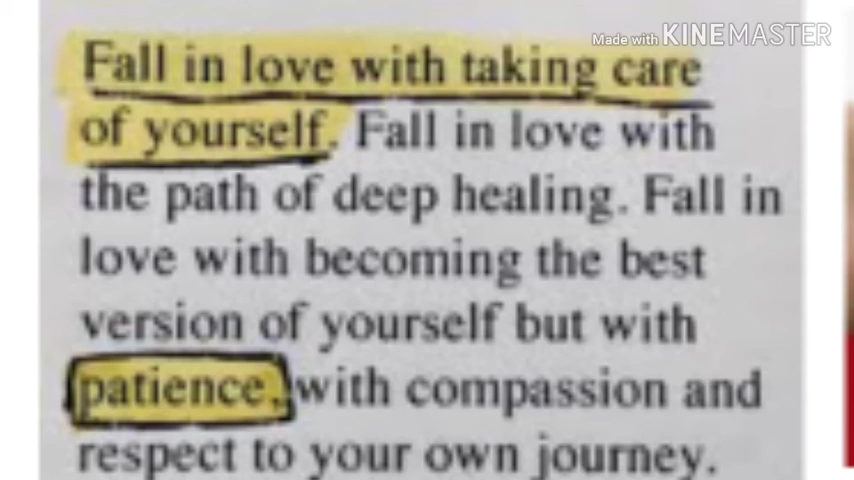 Made with KINEMASTER
Fall in love with taking care
of yourself. Fall in love with
the path of deep healing. Fall in
love with becoming the best
version of yourself but with
patience, with compassion and
respect to your own journey.